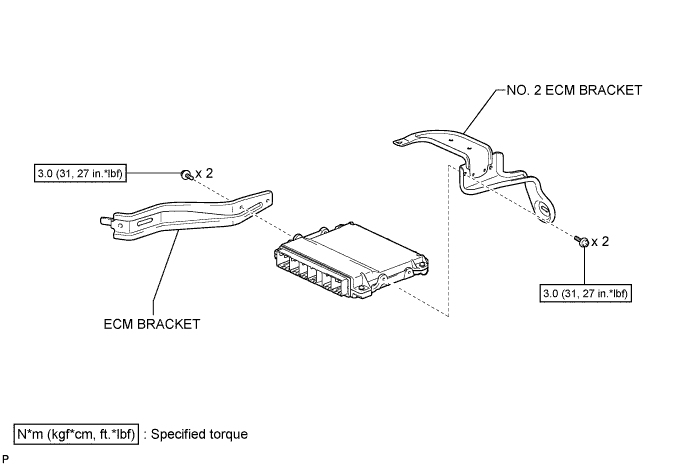 NO. 2 ECM BRACKET
3.0 (31, 27 in.*lbf)
x 2
x 2
3.0 (31, 27 in.*lbf)
ECM BRACKET
N*m (kgf*cm, ft.*lbf) : Specified torque
P